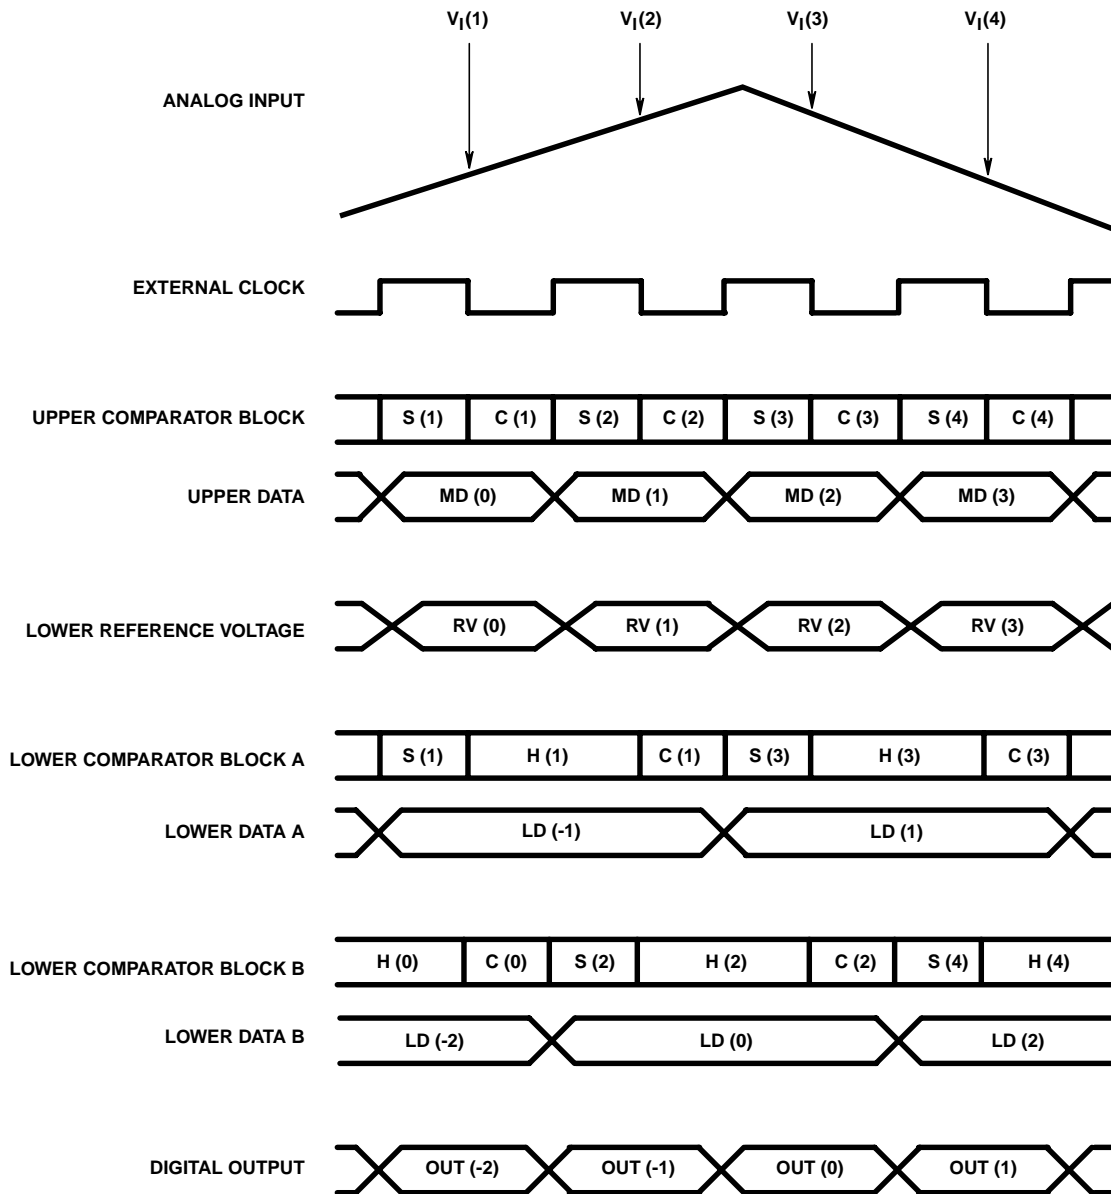 V_I(1) V_I(2) V_I(3) V_I(4)
ANALOG INPUT
EXTERNAL CLOCK
UPPER COMPARATOR BLOCK S (1) C (1) S (2) C (2) S (3) C (3) S (4) C (4)
UPPER DATA MD (0) MD (1) MD (2) MD (3)
LOWER REFERENCE VOLTAGE RV (0) RV (1) RV (2) RV (3)
LOWER COMPARATOR BLOCK A S (1) H (1) C (1) S (3) H (3) C (3)
LOWER DATA A LD (-1) LD (1)
LOWER COMPARATOR BLOCK B H (0) C (0) S (2) H (2) C (2) S (4) H (4)
LOWER DATA B LD (-2) LD (0) LD (2)
DIGITAL OUTPUT OUT (-2) OUT (-1) OUT (0) OUT (1)